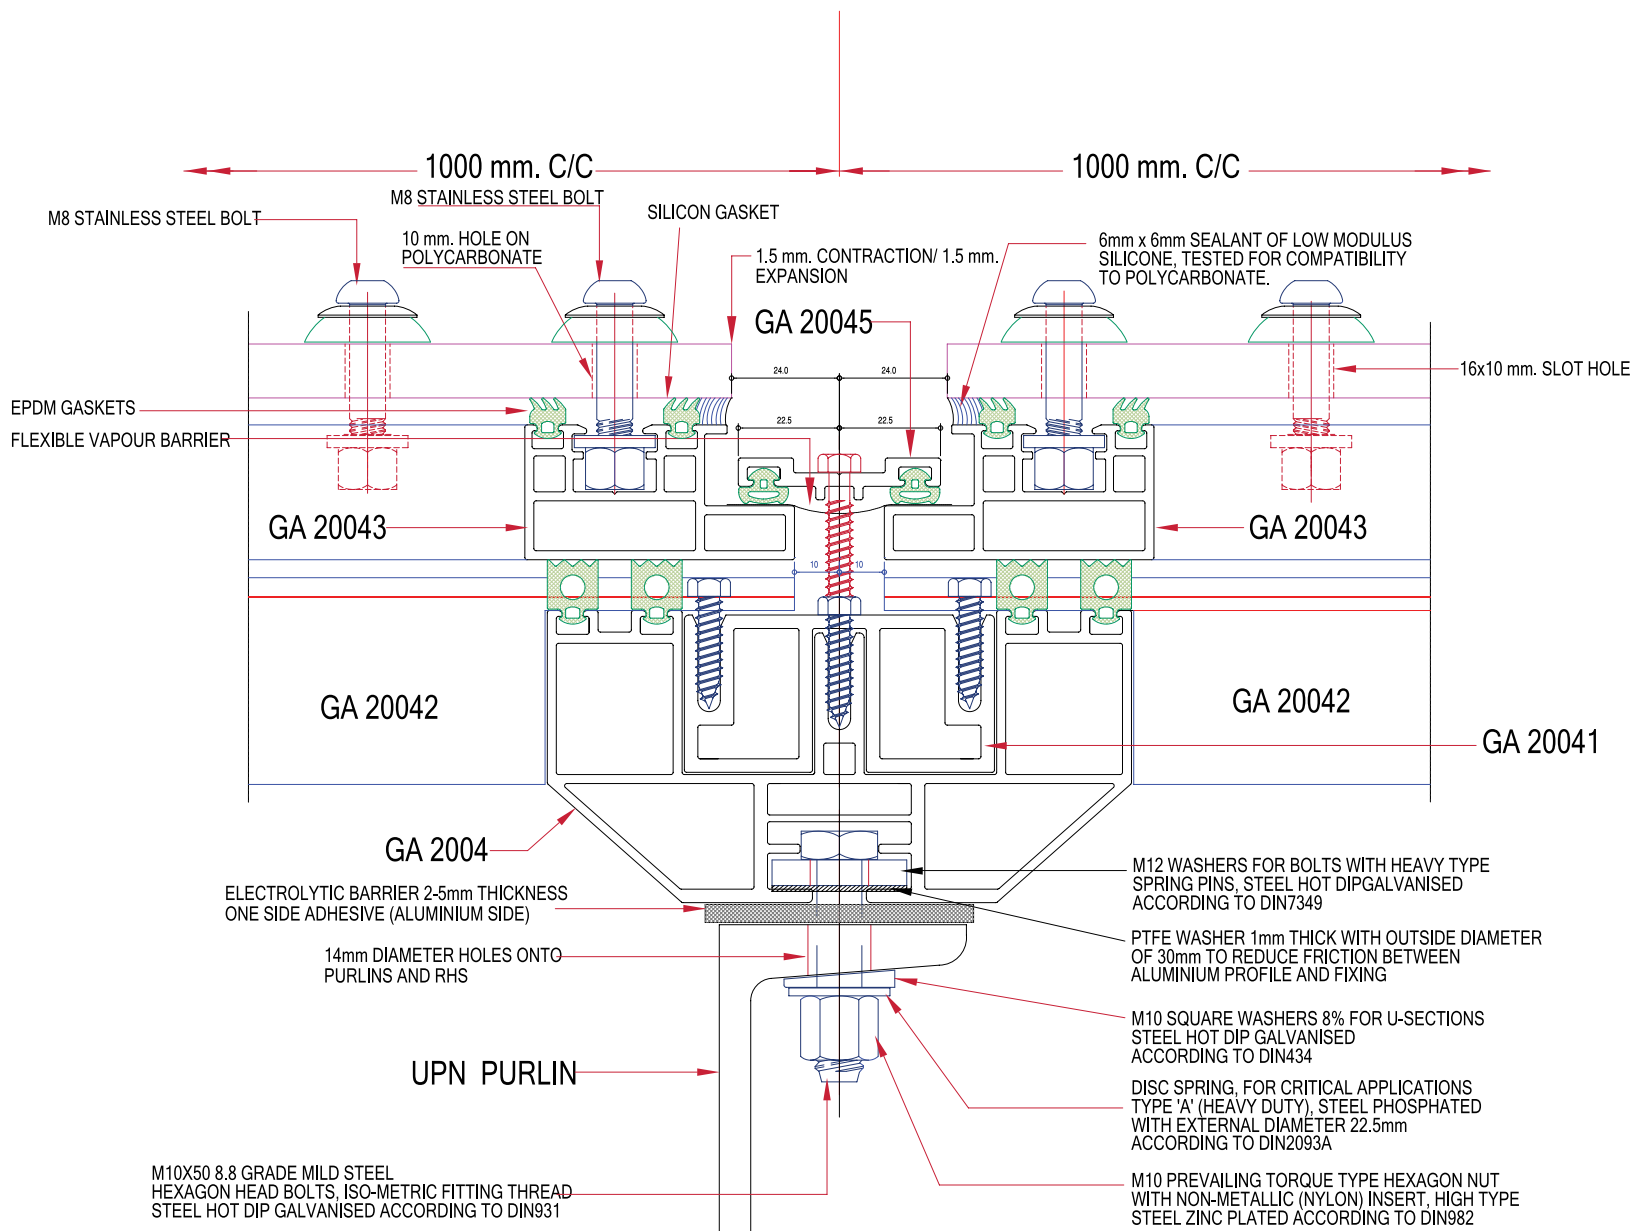 1000 mm. C/C
1000 mm. C/C
M8 STAINLESS STEEL BOLT
M8 STAINLESS STEEL BOLT
SILICON GASKET
10 mm. HOLE ON
POLYCARBONATE
1.5 mm. CONTRACTION/ 1.5 mm.
EXPANSION
6mm x 6mm SEALANT OF LOW MODULUS
SILICONE, TESTED FOR COMPATIBILITY
TO POLYCARBONATE.
GA 20045
16x10 mm. SLOT HOLE
24.0
24.0
EPDM GASKETS
22.5
22.5
FLEXIBLE VAPOUR BARRIER
GA 20043
GA 20043
10
10
GA 20042
GA 20042
GA 20041
GA 2004
ELECTROLYTIC BARRIER 2-5mm THICKNESS
ONE SIDE ADHESIVE (ALUMINIUM SIDE)
M12 WASHERS FOR BOLTS WITH HEAVY TYPE
SPRING PINS, STEEL HOT DIPGALVANISED
ACCORDING TO DIN7349
14mm DIAMETER HOLES ONTO
PURLINS AND RHS
PTFE WASHER 1mm THICK WITH OUTSIDE DIAMETER
OF 30mm TO REDUCE FRICTION BETWEEN
ALUMINIUM PROFILE AND FIXING
M10 SQUARE WASHERS 8% FOR U-SECTIONS
STEEL HOT DIP GALVANISED
ACCORDING TO DIN434
UPN PURLIN
DISC SPRING, FOR CRITICAL APPLICATIONS
TYPE 'A' (HEAVY DUTY), STEEL PHOSPHATED
WITH EXTERNAL DIAMETER 22.5mm
ACCORDING TO DIN2093A
M10X50 8.8 GRADE MILD STEEL
HEXAGON HEAD BOLTS, ISO-METRIC FITTING THREAD
STEEL HOT DIP GALVANISED ACCORDING TO DIN931
M10 PREVAILING TORQUE TYPE HEXAGON NUT
WITH NON-METALLIC (NYLON) INSERT, HIGH TYPE
STEEL ZINC PLATED ACCORDING TO DIN982